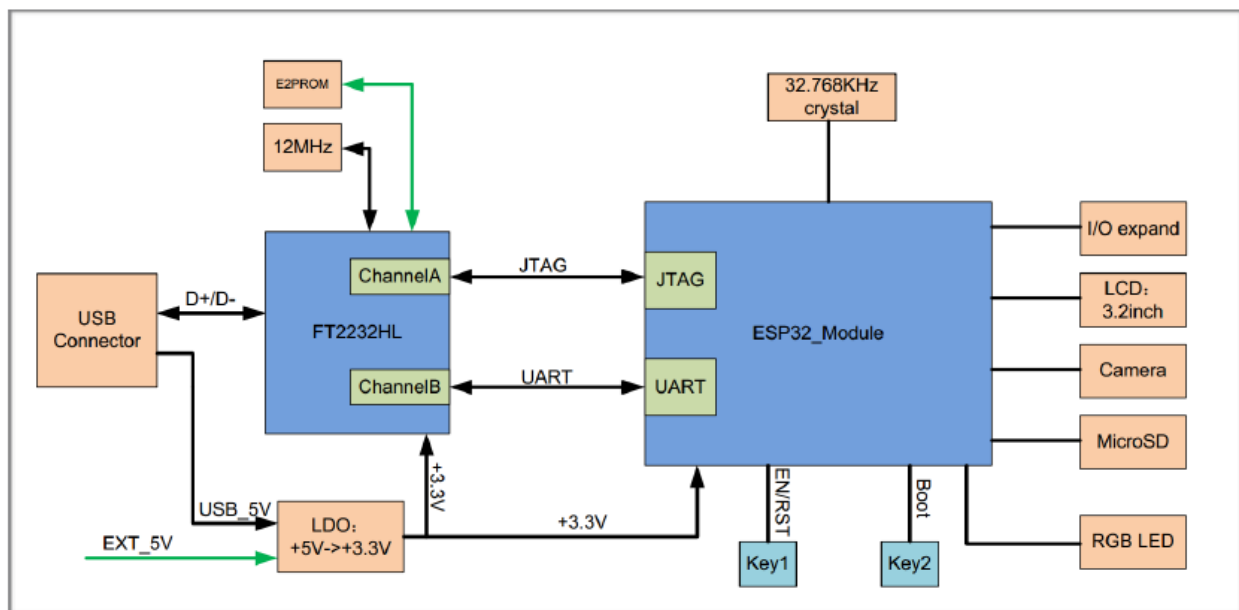 E2PROM
12MHz
32.768KHz
crystal
USB
Connector
D+/D-
FT2232HL
ChannelA
ChannelB
JTAG
UART
JTAG
UART
ESP32_Module
I/O expand
LCD：
3.2inch
Camera
MicroSD
RGB LED
USB_5V
EXT_5V
LDO：
+5V->+3.3V
+3.3V
+3.3V
EN/RST
Boot
Key1
Key2